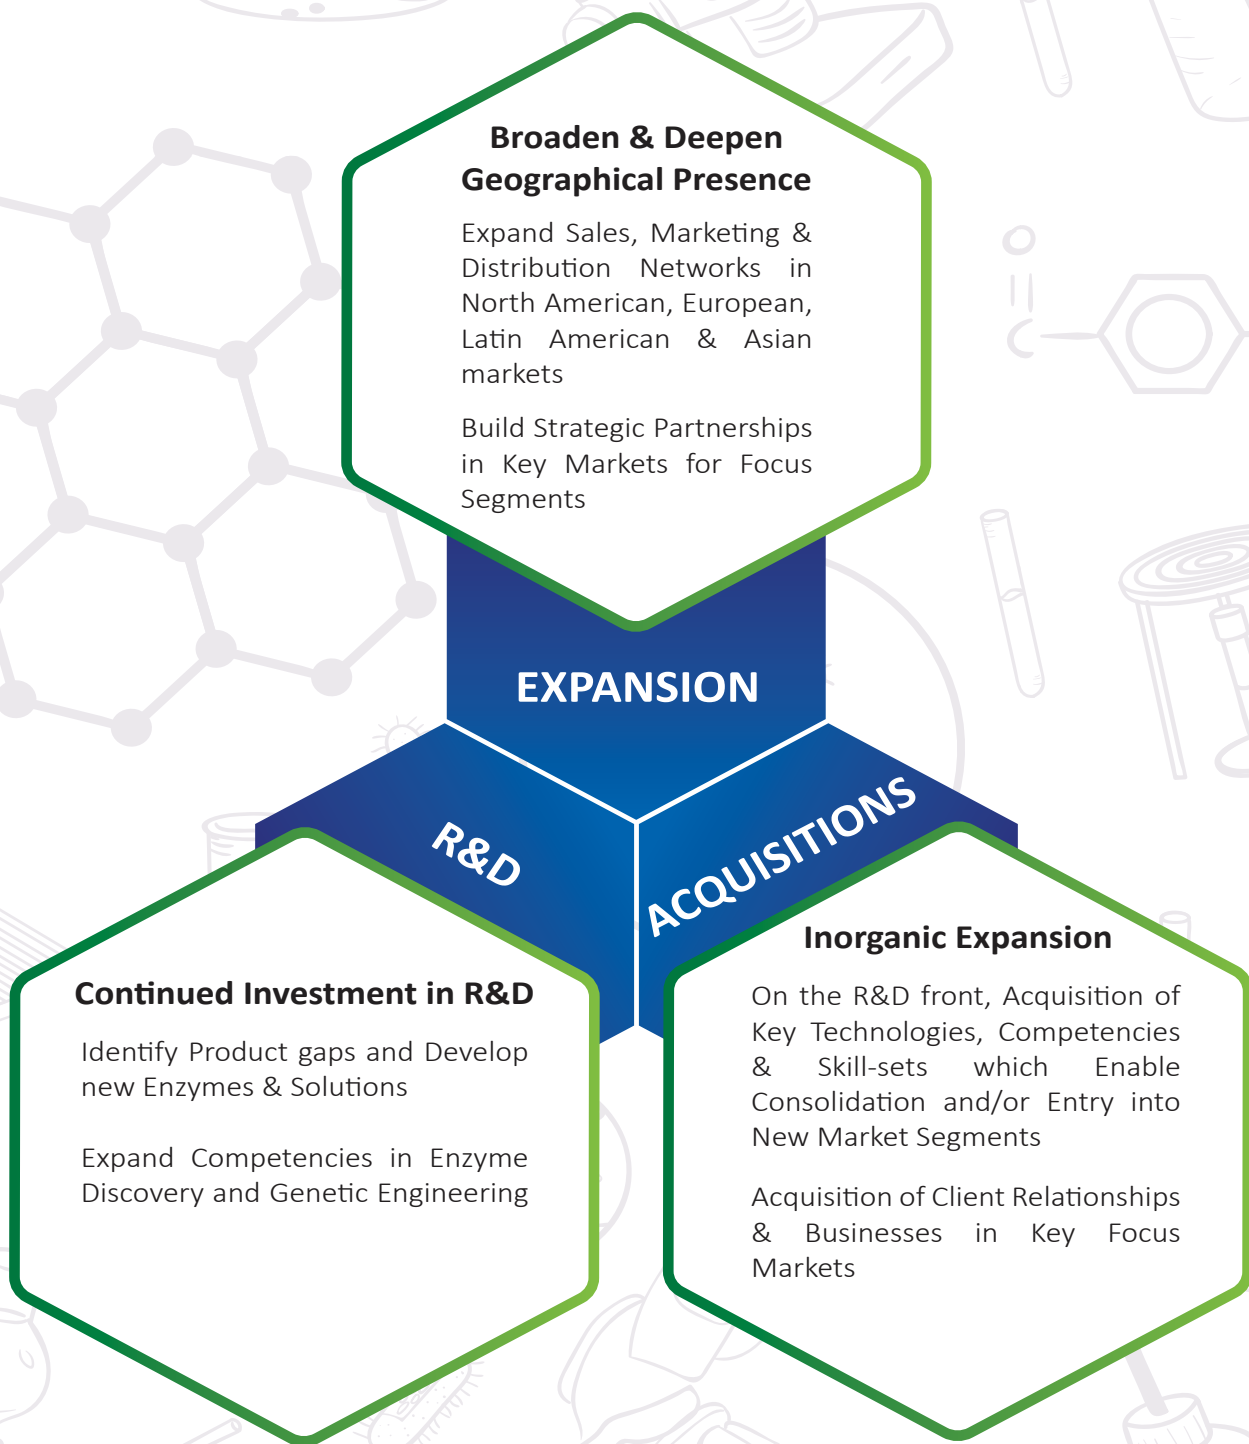 Broaden & Deepen
Geographical Presence
Expand Sales, Marketing &
Distribution Networks in
North American, European,
Latin American & Asian
markets
Build Strategic Partnerships
in Key Markets for Focus
Segments
EXPANSION
R&D
ACQUISITIONS
Continued Investment in R&D
Identify Product gaps and Develop
new Enzymes & Solutions
Expand Competencies in Enzyme
Discovery and Genetic Engineering
Inorganic Expansion
On the R&D front, Acquisition of
Key Technologies, Competencies
& Skill-sets which Enable
Consolidation and/or Entry into
New Market Segments
Acquisition of Client Relationships
& Businesses in Key Focus
Markets